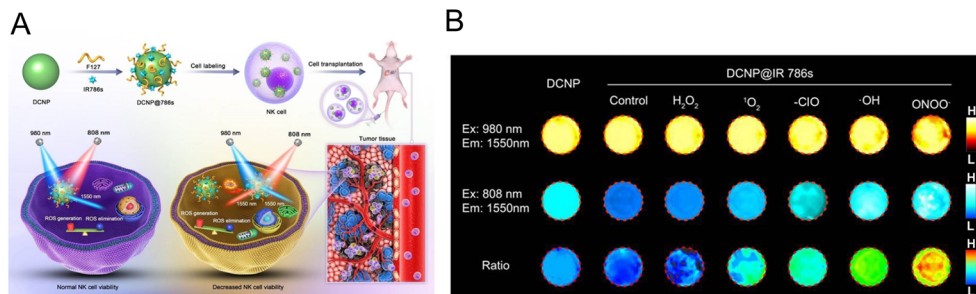 A
DCNP
F127
IR786s
DCNP@786s
Cell labeling
NK cell
Cell transplantation
Tumor tissue
980 nm
808 nm
1550 nm
ROS generation
ROS elimination
Normal NK cell viability
980 nm
808 nm
1550 nm
1550 nm
ROS generation
ROS elimination
Decreased NK cell viability
B
DCNP
DCNP@IR 786s
Control
H₂O₂
¹O₂
-ClO
·OH
ONOO⁻
Ex: 980 nm
Em: 1550nm
H
L
Ex: 808 nm
Em: 1550nm
H
L
Ratio
H
L